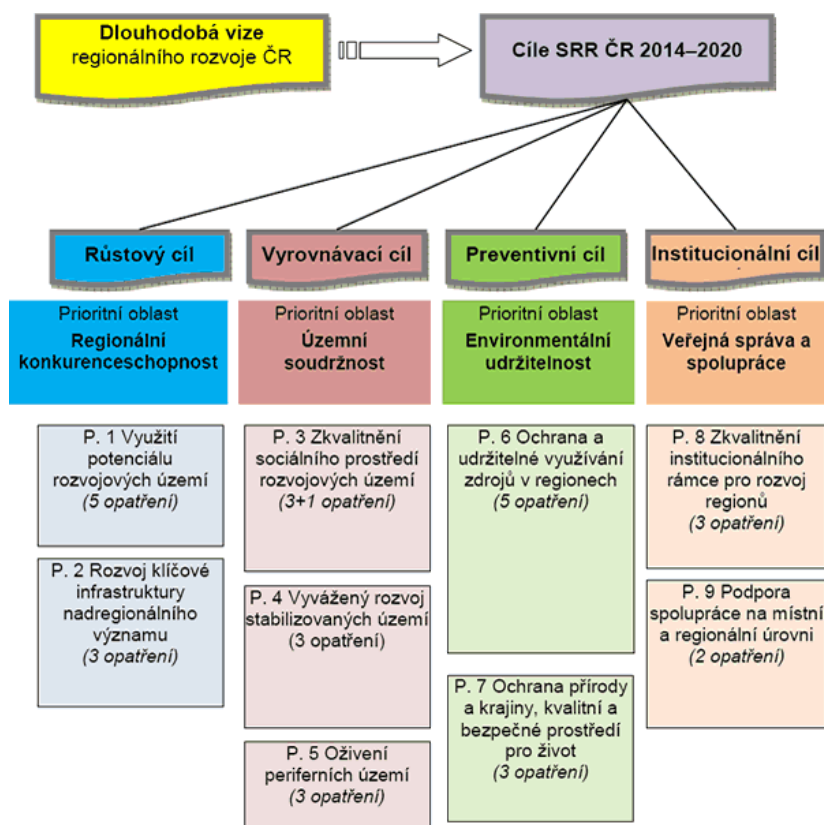 Dlouhodobá vize
regionálního rozvoje ČR
Cíle SRR ČR 2014–2020
Růstový cíl
Vyrovnávací cíl
Preventivní cíl
Institucionální cíl
Prioritní oblast
Regionální
konkurenceschopnost
Prioritní oblast
Územní
soudržnost
Prioritní oblast
Environmentální
udržitelnost
Prioritní oblast
Veřejná správa a
spolupráce
P. 1 Využití
potenciálu
rozvojových území
(5 opatření)
P. 2 Rozvoj klíčové
infrastruktury
nadregionálního
významu
(3 opatření)
P. 3 Zkvalitnění
sociálního prostředí
rozvojových území
(3+1 opatření)
P. 4 Vyvážený rozvoj
stabilizovaných území
(3 opatření)
P. 5 Oživení
periferních území
(3 opatření)
P. 6 Ochrana a
udržitelné využívání
zdrojů v regionech
(5 opatření)
P. 7 Ochrana přírody
a krajiny, kvalitní a
bezpečné prostředí
pro život
(3 opatření)
P. 8 Zkvalitnění
institucionálního
rámce pro rozvoj
regionů
(3 opatření)
P. 9 Podpora
spolupráce na místní
a regionální úrovni
(2 opatření)